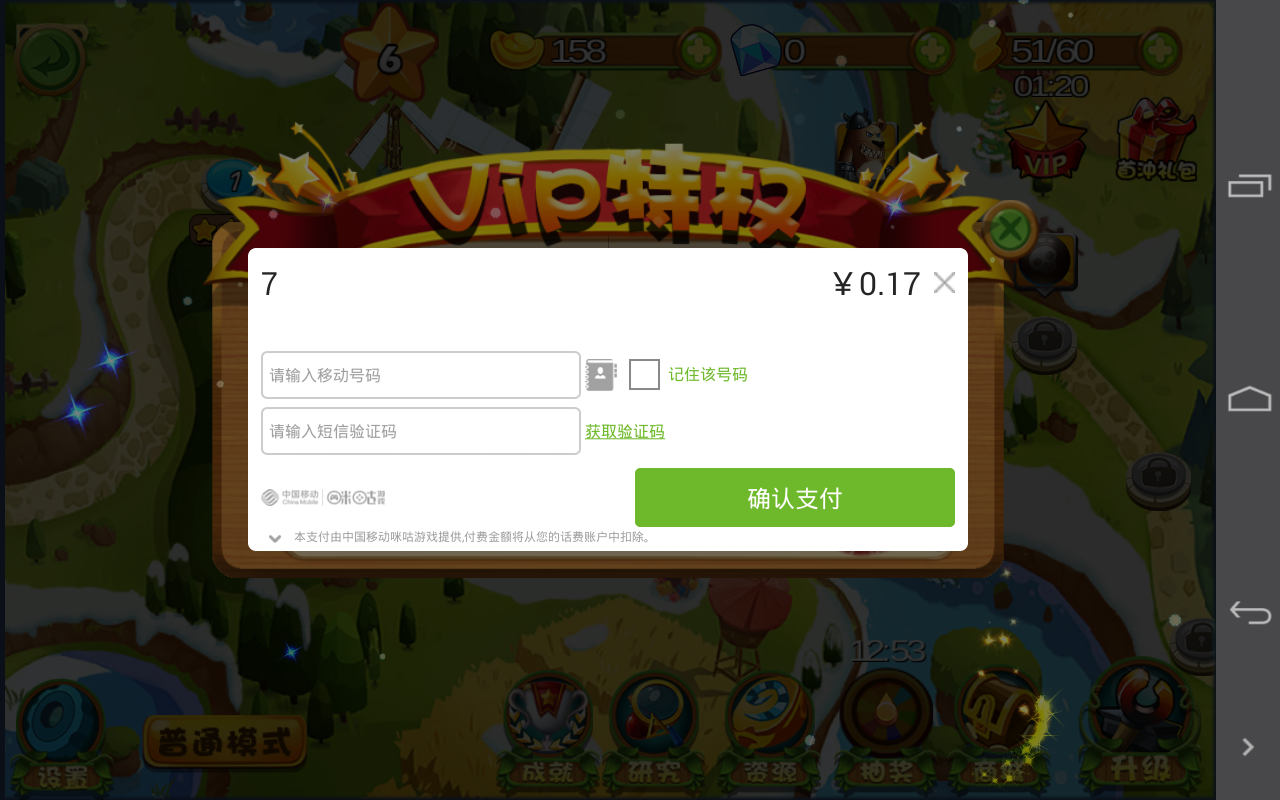 6
158
0
51/60
01:20
VIP
首冲礼包
1
Vip特权
7
¥0.17
请输入移动号码
记住该号码
请输入短信验证码
获取验证码
中国移动
China Mobile
咪咕游戏
确认支付
本支付由中国移动咪咕游戏提供,付费金额将从您的话费账户中扣除。
12:53
普通模式
设置
成就
研究
资源
抽奖
升级